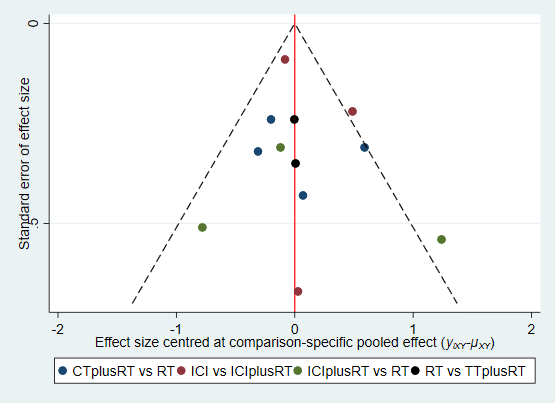 0
Standard error of effect size
.5
-2 -1 0 1 2
Effect size centred at comparison-specific pooled effect (yᵢXY-μXY)
CTplusRT vs RT ICI vs ICIplusRT ICIplusRT vs RT RT vs TTplusRT